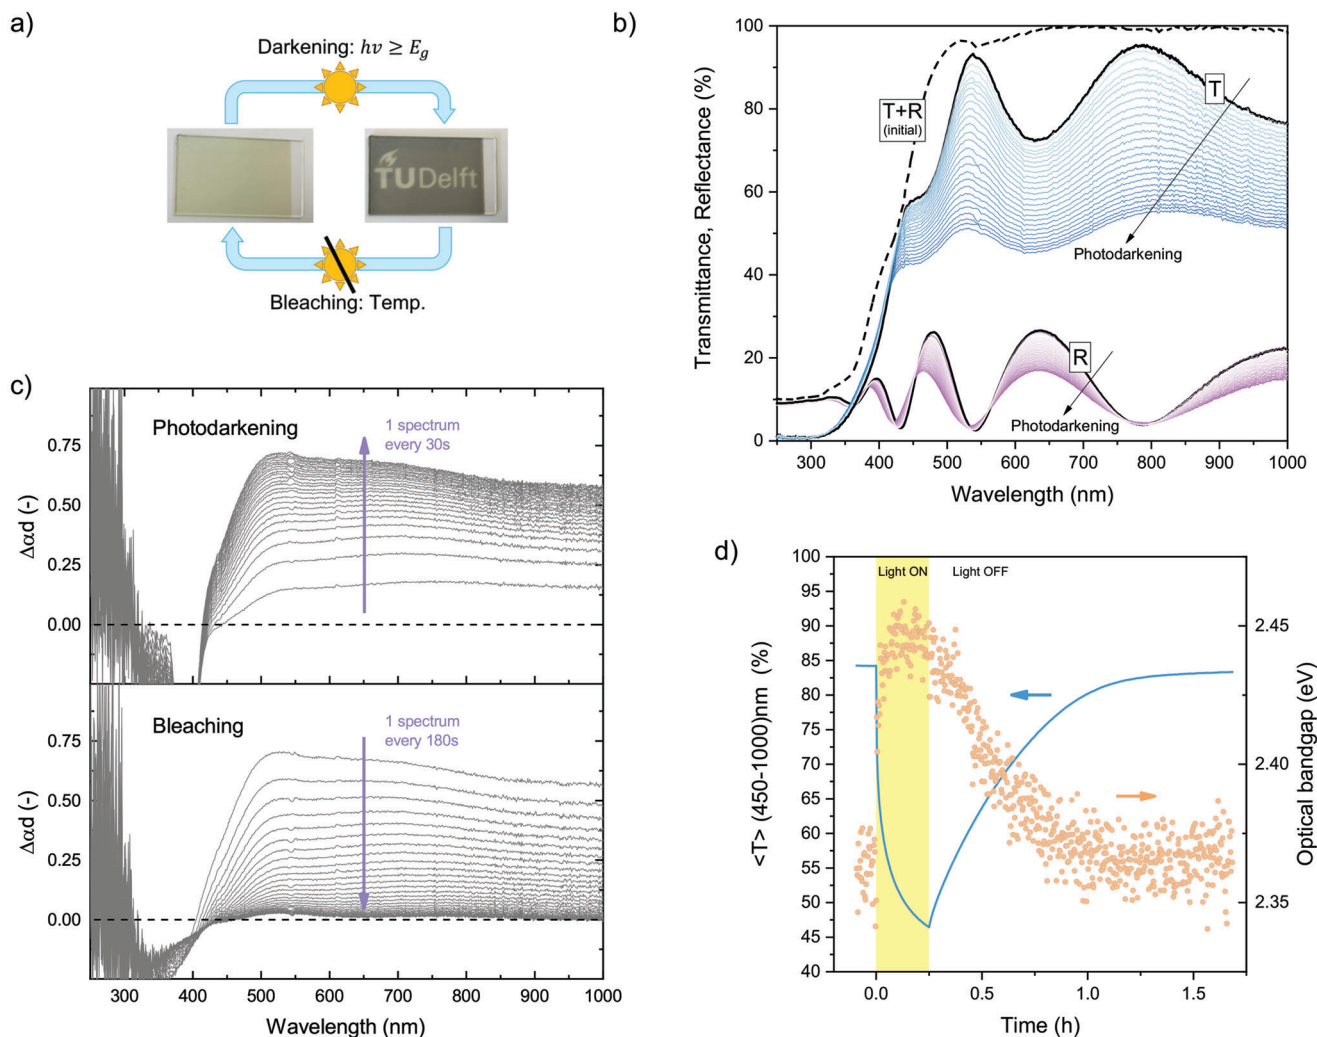 a)
Darkening: hν ≥ E_g
TUDelft
Bleaching: Temp.
b)
Transmittance, Reflectance (%)
100
80
60
40
20
0
T+R
(initial)
T
Photodarkening
R
Photodarkening
300 400 500 600 700 800 900 1000
Wavelength (nm)
c)
Δαd (-)
0.75
0.50
0.25
0.00
Photodarkening
1 spectrum
every 30s
Δαd (-)
0.75
0.50
0.25
0.00
Bleaching
1 spectrum
every 180s
300 400 500 600 700 800 900 1000
Wavelength (nm)
d)
<T> (450-1000)nm (%)
100
95
90
85
80
75
70
65
60
55
50
45
40
Light ON
Light OFF
2.45
2.40
2.35
Optical bandgap (eV)
0.0 0.5 1.0 1.5
Time (h)